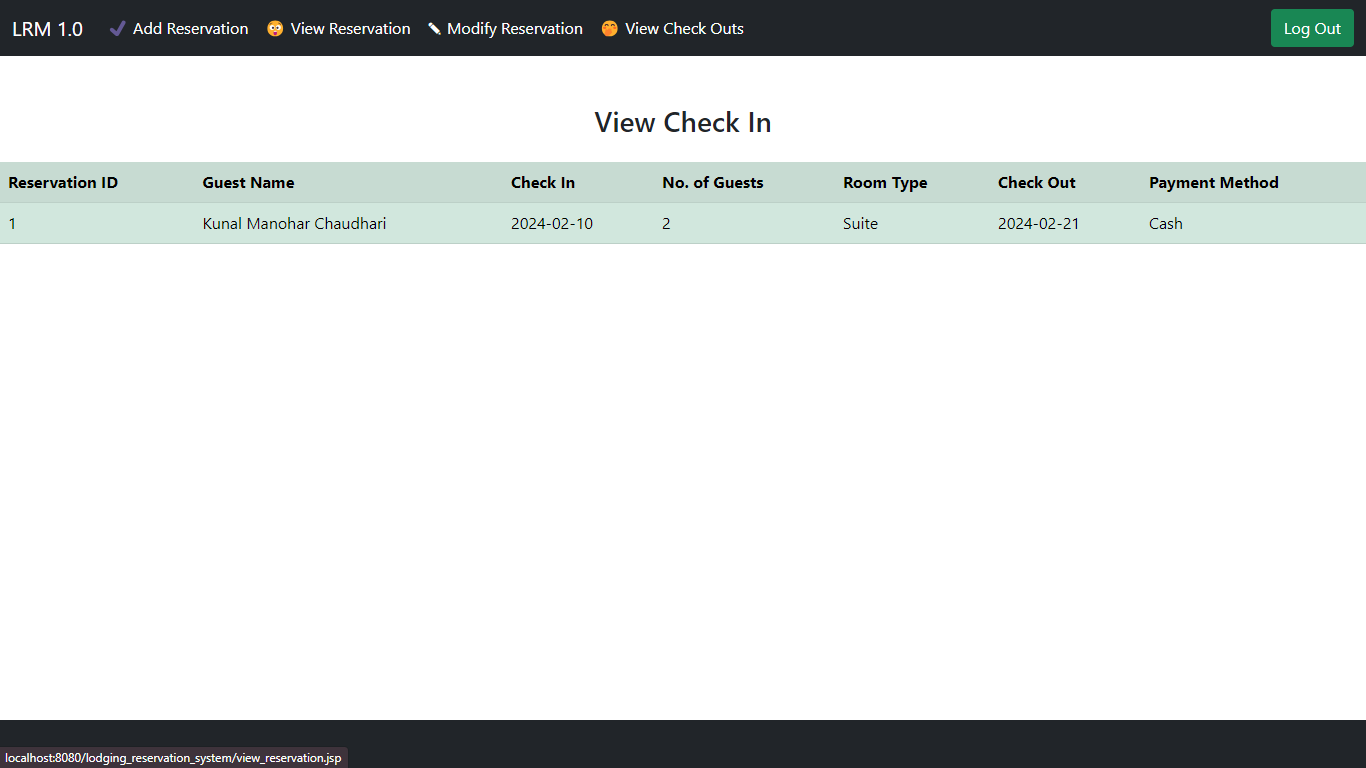 LRM 1.0 Add Reservation View Reservation Modify Reservation View Check Outs Log Out
View Check In
Reservation ID Guest Name Check In No. of Guests Room Type Check Out Payment Method
1 Kunal Manohar Chaudhari 2024-02-10 2 Suite 2024-02-21 Cash
localhost:8080/lodging_reservation_system/view_reservation.jsp